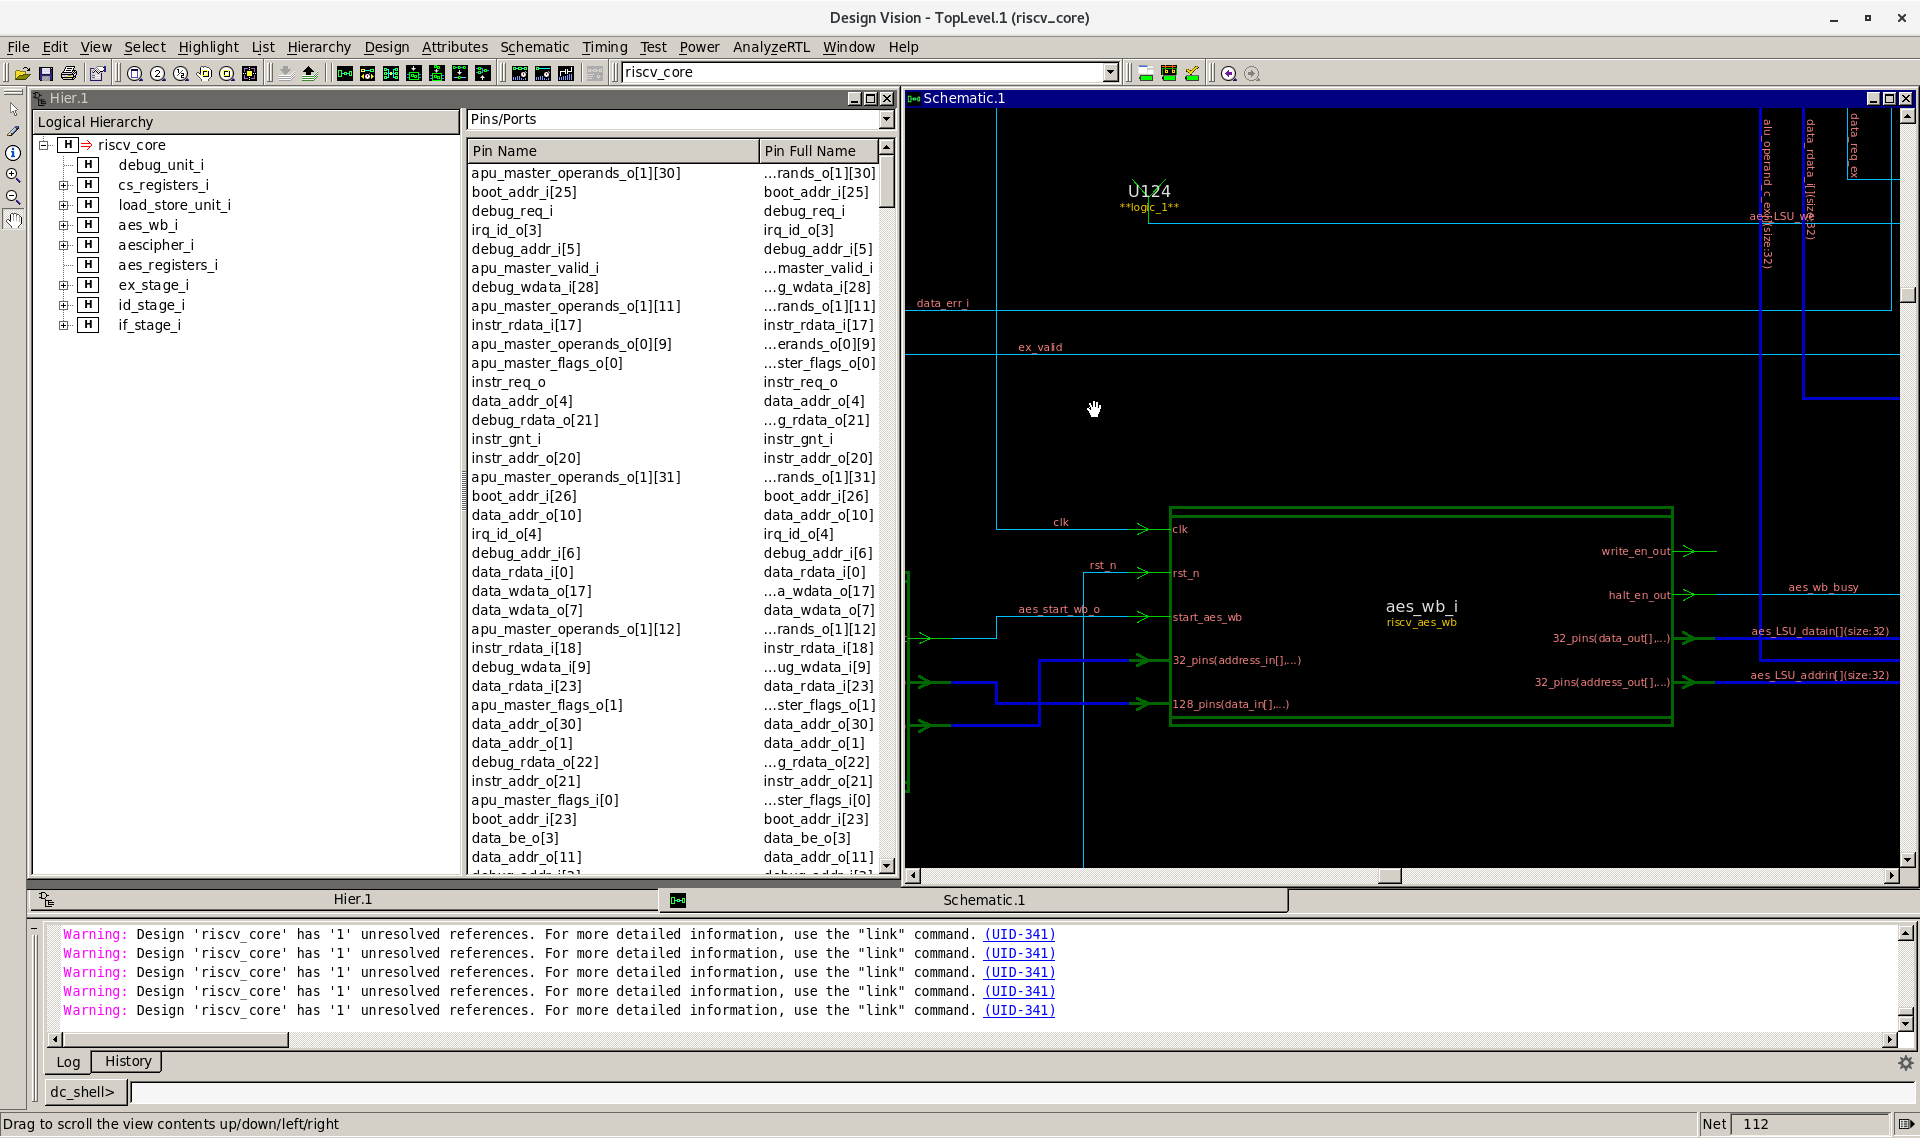 Design Vision - TopLevel.1 (riscv_core)
File Edit View Select Highlight List Hierarchy Design Attributes Schematic Timing Test Power AnalyzeRTL Window Help
riscv_core
Hier.1
Logical Hierarchy
riscv_core
debug_unit_i
cs_registers_i
load_store_unit_i
aes_wb_i
aescipher_i
aes_registers_i
ex_stage_i
id_stage_i
if_stage_i
Pins/Ports
Pin Name Pin Full Name
apu_master_operands_o[1][30] ...rands_o[1][30]
boot_addr_i[25] boot_addr_i[25]
debug_req_i debug_req_i
irq_id_o[3] irq_id_o[3]
debug_addr_i[5] debug_addr_i[5]
apu_master_valid_i ...master_valid_i
debug_wdata_i[28] ...g_wdata_i[28]
apu_master_operands_o[1][11] ...rands_o[1][11]
instr_rdata_i[17] instr_rdata_i[17]
apu_master_operands_o[0][9] ...erands_o[0][9]
apu_master_flags_o[0] ...ster_flags_o[0]
instr_req_o instr_req_o
data_addr_o[4] data_addr_o[4]
debug_rdata_o[21] ...g_rdata_o[21]
instr_gnt_i instr_gnt_i
instr_addr_o[20] instr_addr_o[20]
apu_master_operands_o[1][31] ...rands_o[1][31]
boot_addr_i[26] boot_addr_i[26]
data_addr_o[10] data_addr_o[10]
irq_id_o[4] irq_id_o[4]
debug_addr_i[6] debug_addr_i[6]
data_rdata_i[0] data_rdata_i[0]
data_wdata_o[17] ...a_wdata_o[17]
data_wdata_o[7] data_wdata_o[7]
apu_master_operands_o[1][12] ...rands_o[1][12]
instr_rdata_i[18] instr_rdata_i[18]
debug_wdata_i[9] ...ug_wdata_i[9]
data_rdata_i[23] data_rdata_i[23]
apu_master_flags_o[1] ...ster_flags_o[1]
data_addr_o[30] data_addr_o[30]
data_addr_o[1] data_addr_o[1]
debug_rdata_o[22] ...g_rdata_o[22]
instr_addr_o[21] instr_addr_o[21]
apu_master_flags_i[0] ...ster_flags_i[0]
boot_addr_i[23] boot_addr_i[23]
data_be_o[3] data_be_o[3]
data_addr_o[11] data_addr_o[11]
Schematic.1
alu_operand_c_ex[](size:32)
data_rdata_i[](size:32)
data_req_ex
U124
**logic_1**
aes_LSU_we
data_err_i
ex_valid
clk
clk
rst_n
rst_n
aes_start_wb_o
start_aes_wb
32_pins(address_in[],...)
128_pins(data_in[],...)
aes_wb_i
riscv_aes_wb
write_en_out
halt_en_out
aes_wb_busy
32_pins(data_out[],...)
aes_LSU_datain[](size:32)
32_pins(address_out[],...)
aes_LSU_addrin[](size:32)
Hier.1
Schematic.1
Warning: Design 'riscv_core' has '1' unresolved references. For more detailed information, use the "link" command. (UID-341)
Warning: Design 'riscv_core' has '1' unresolved references. For more detailed information, use the "link" command. (UID-341)
Warning: Design 'riscv_core' has '1' unresolved references. For more detailed information, use the "link" command. (UID-341)
Warning: Design 'riscv_core' has '1' unresolved references. For more detailed information, use the "link" command. (UID-341)
Warning: Design 'riscv_core' has '1' unresolved references. For more detailed information, use the "link" command. (UID-341)
Log History
dc_shell>
Drag to scroll the view contents up/down/left/right
Net 112